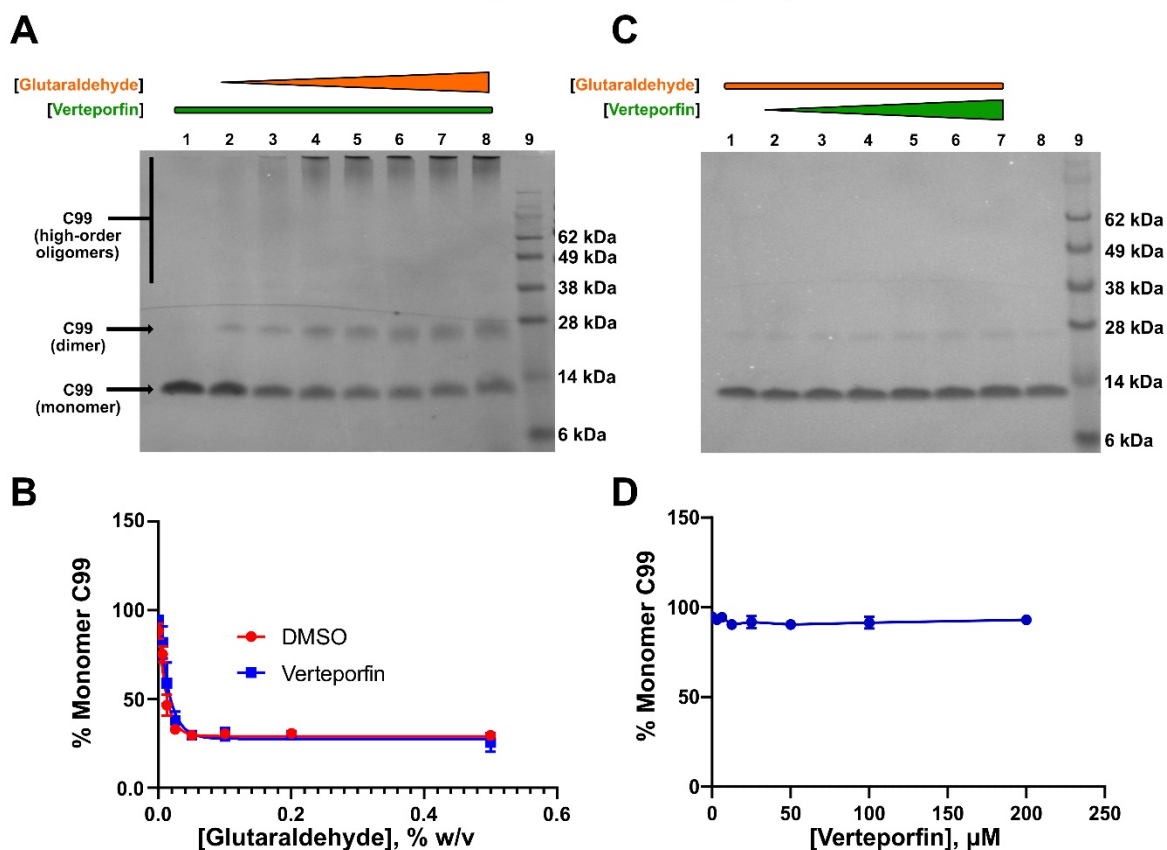 A
[Glutaraldehyde]
[Verteporfin]
1 2 3 4 5 6 7 8 9
C99
(high-order
oligomers)
C99
(dimer)
C99
(monomer)
62 kDa
49 kDa
38 kDa
28 kDa
14 kDa
6 kDa
C
[Glutaraldehyde]
[Verteporfin]
1 2 3 4 5 6 7 8 9
62 kDa
49 kDa
38 kDa
28 kDa
14 kDa
6 kDa
B
% Monomer C99
150
100
50
0.0
0.0 0.2 0.4 0.6
[Glutaraldehyde], % w/v
DMSO
Verteporfin
D
% Monomer C99
150
100
50
0
0 50 100 150 200 250
[Verteporfin], µM